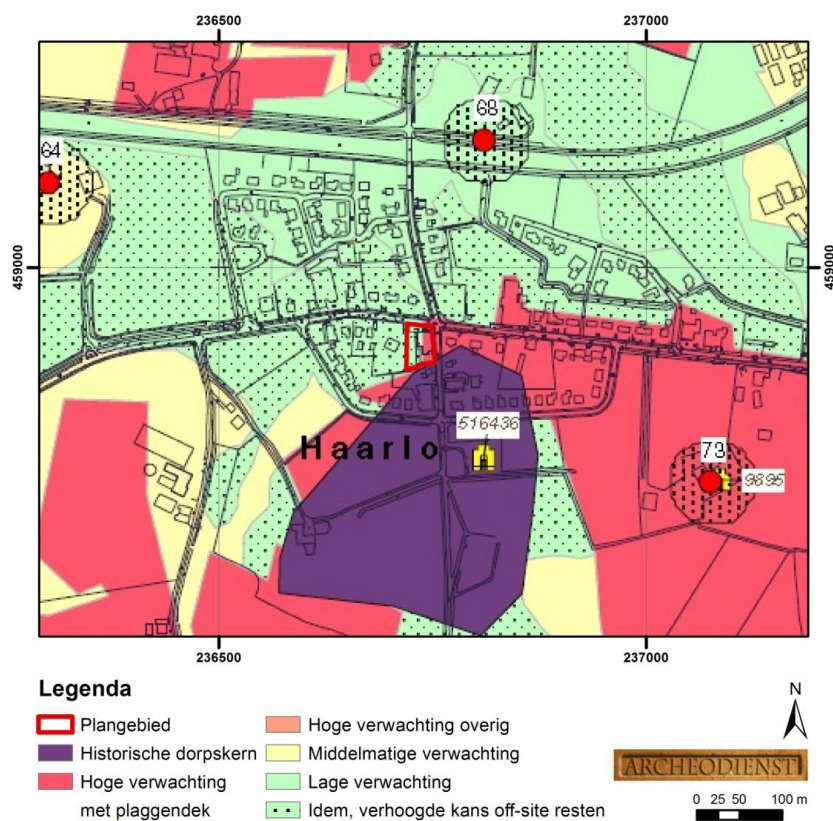 236500 237000
68
64
459000 459000
516436
Haarlo
73
9895
236500 237000
Legenda
Plangebied
Historische dorpskern
Hoge verwachting
met plaggendek
Hoge verwachting overig
Middelmatige verwachting
Lage verwachting
Idem, verhoogde kans off-site resten
N
ARCHEODIENST
0 25 50 100 m